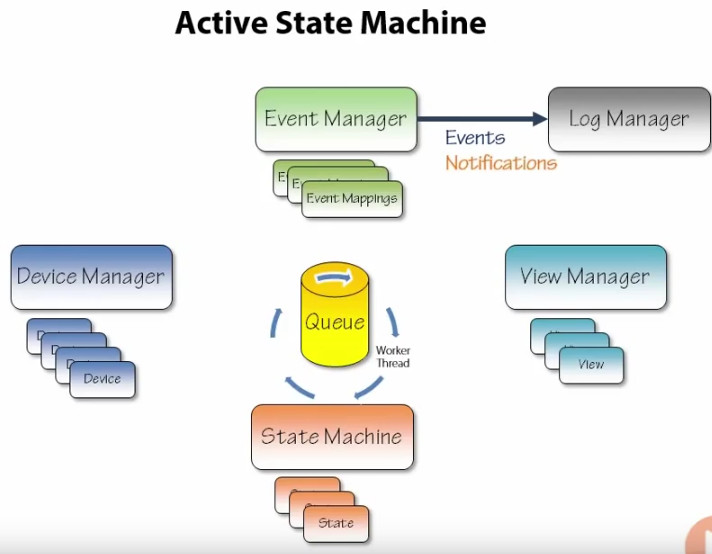 Active State Machine
Event Manager
Log Manager
Events
Notifications
Event Mappings
Device Manager
View Manager
Queue
Worker
Thread
Device
View
State Machine
State